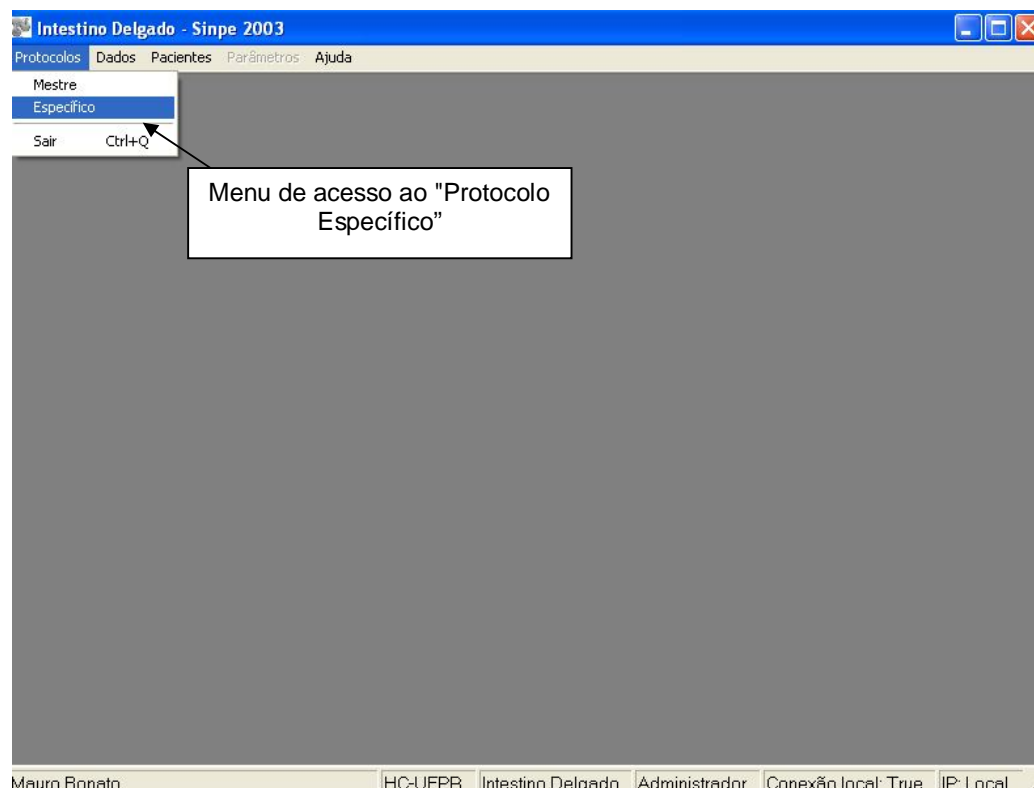 Intestino Delgado - Sinpe 2003
Protocolos Dados Pacientes Parâmetros Ajuda
Mestre
Específico
Sair Ctrl+Q
Menu de acesso ao "Protocolo
Específico”
Mauro Bonato HC-UFPR Intestino Delgado Administrador Conexão local: True IP: Local